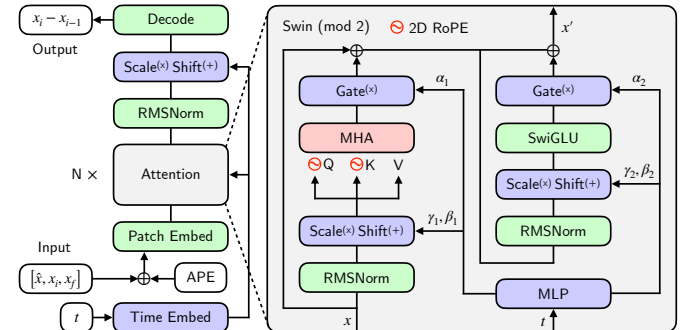 x_i − x_{i−1}
Output
Decode
Scale(x) Shift(+)
RMSNorm
N ×
Attention
Patch Embed
Input
[x̂, x_i, x_f]
APE
t
Time Embed
Swin (mod 2)
2D RoPE
x′
Gate(x)
α₁
MHA
Q
K
V
Scale(x) Shift(+)
γ₁, β₁
RMSNorm
x
Gate(x)
α₂
SwiGLU
Scale(x) Shift(+)
γ₂, β₂
RMSNorm
MLP
t